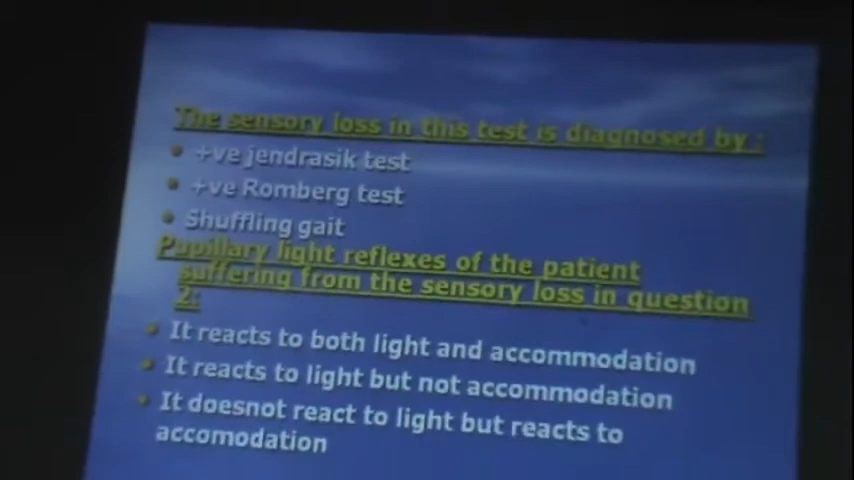 The sensory loss in this test is diagnosed by :
+ve jendrasik test
+ve Romberg test
Shuffling gait
Pupillary light reflexes of the patient
suffering from the sensory loss in question
2:
It reacts to both light and accommodation
It reacts to light but not accommodation
It doesnot react to light but reacts to
accomodation